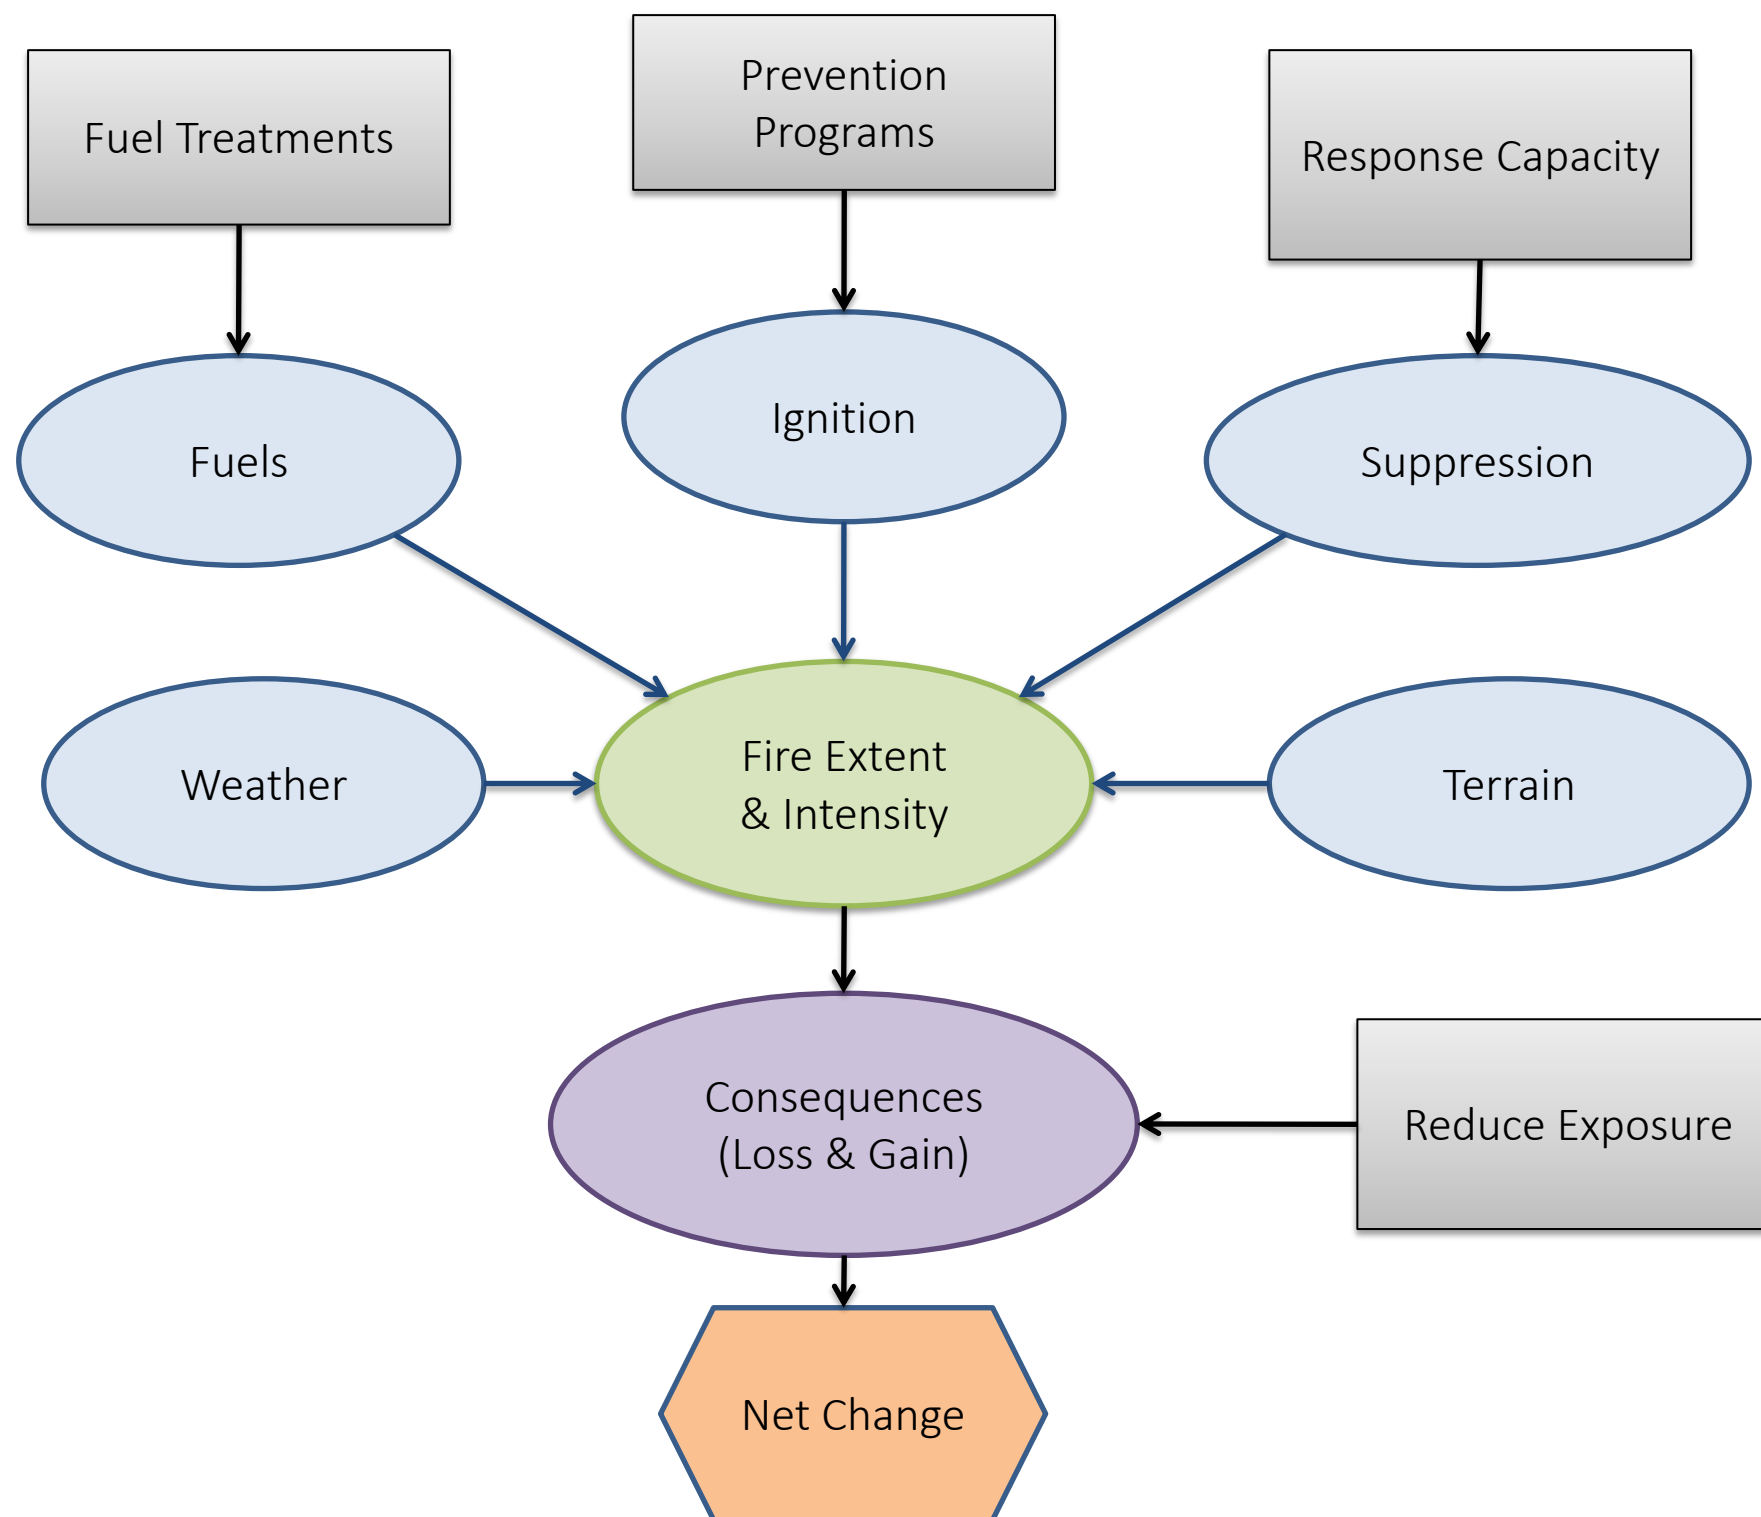 Fuel Treatments
Prevention
Programs
Response Capacity
Fuels
Ignition
Suppression
Weather
Fire Extent
& Intensity
Terrain
Consequences
(Loss & Gain)
Reduce Exposure
Net Change